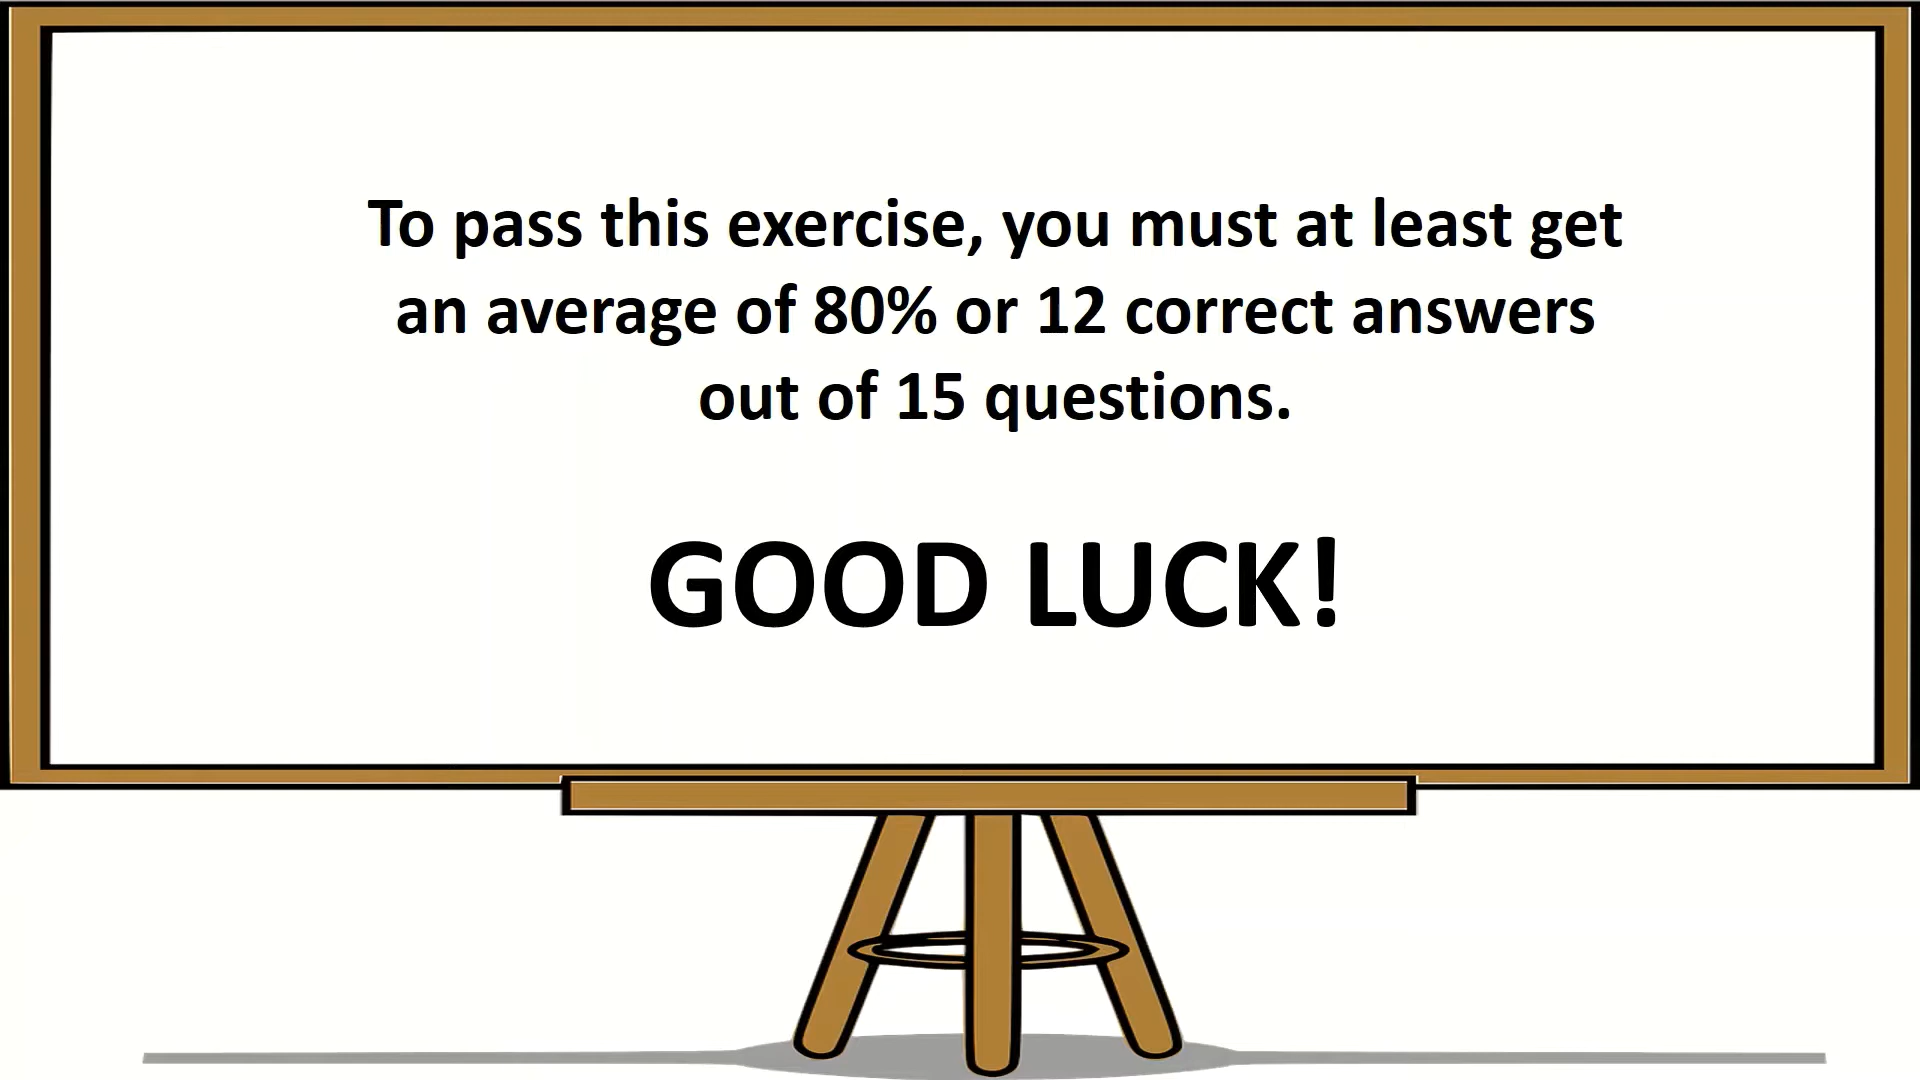 To pass this exercise, you must at least get
an average of 80% or 12 correct answers
out of 15 questions.
GOOD LUCK!